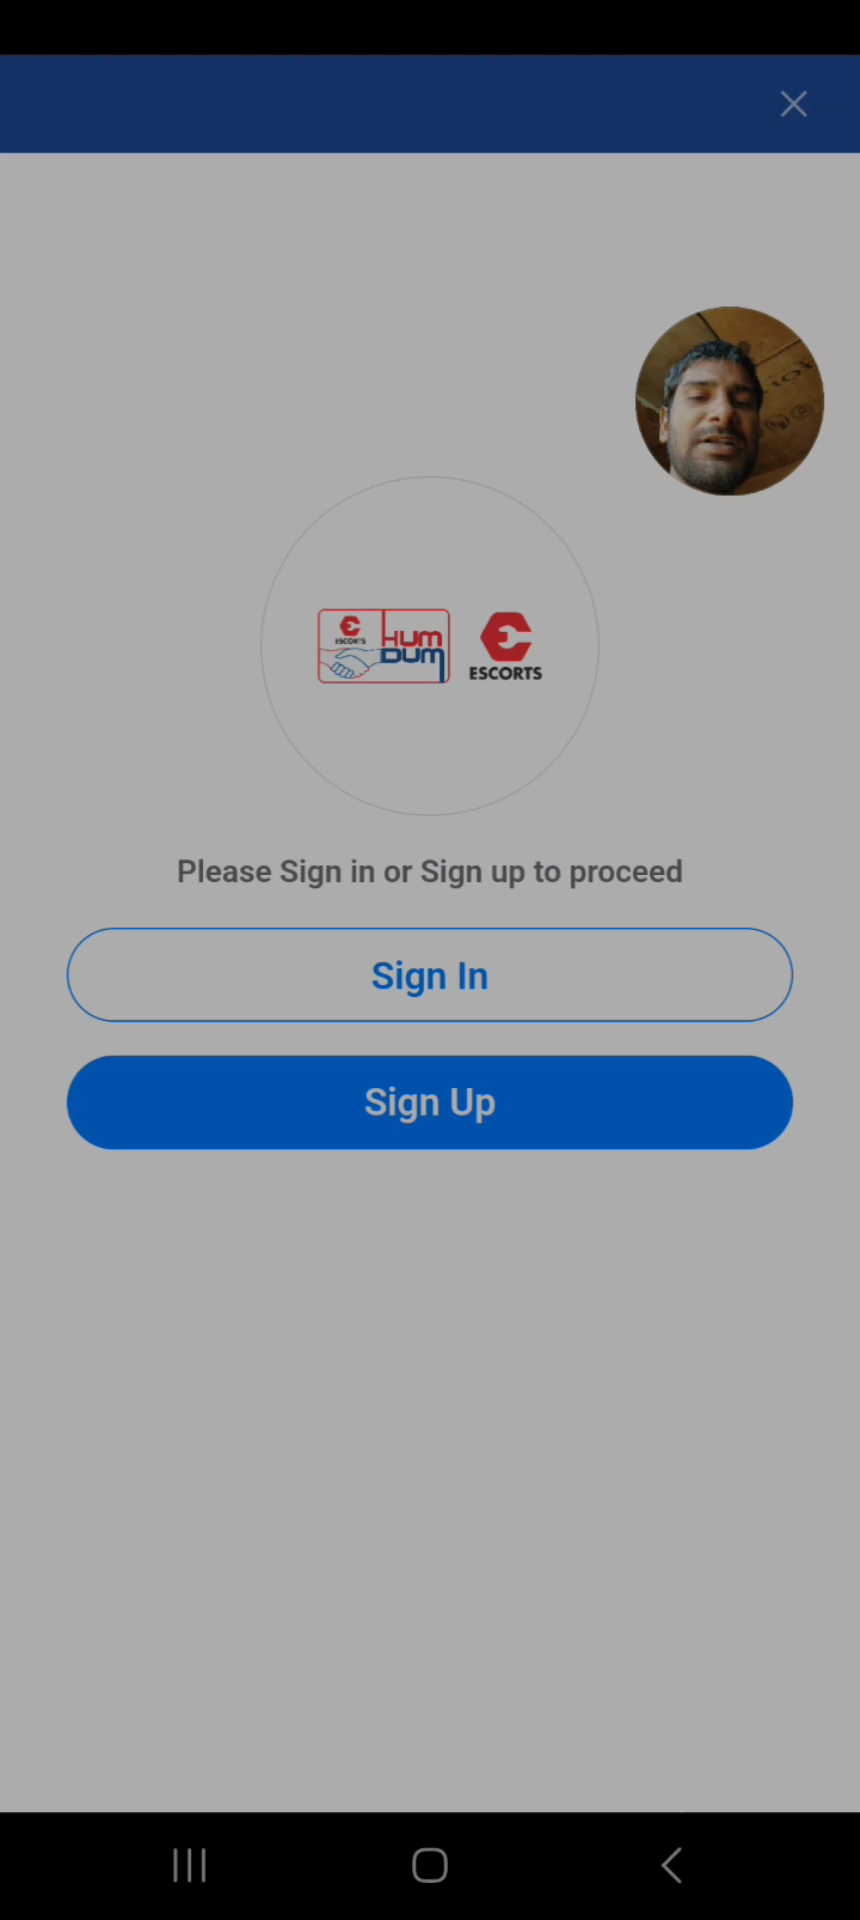 ESCORTS
HUM
DUM
ESCORTS
Please Sign in or Sign up to proceed
Sign In
Sign Up